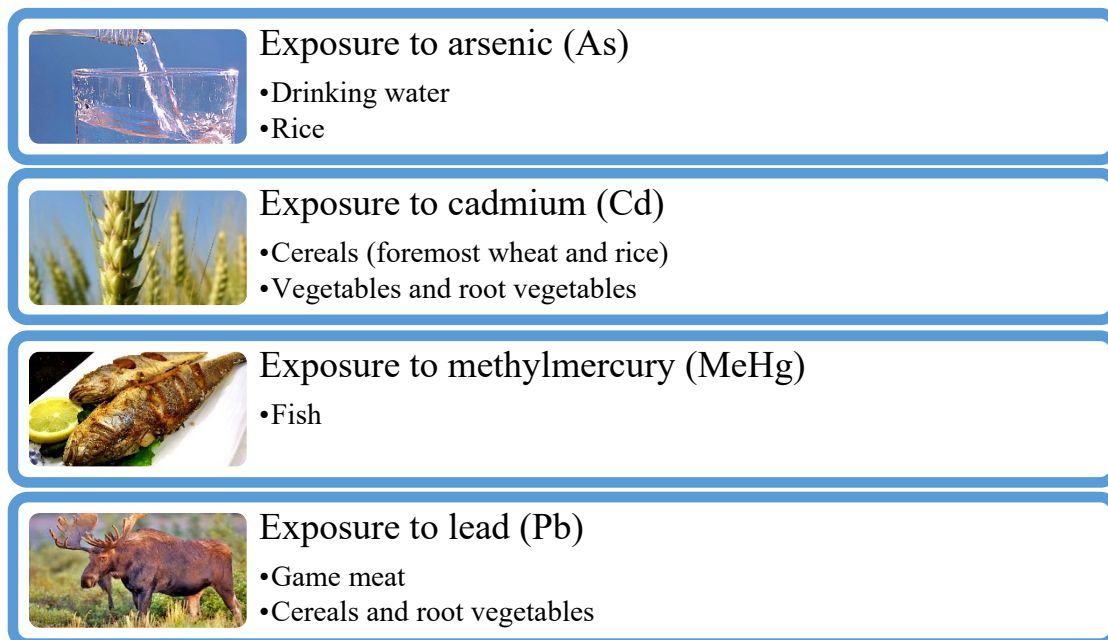 Exposure to arsenic (As)
•Drinking water
•Rice
Exposure to cadmium (Cd)
•Cereals (foremost wheat and rice)
•Vegetables and root vegetables
Exposure to methylmercury (MeHg)
•Fish
Exposure to lead (Pb)
•Game meat
•Cereals and root vegetables